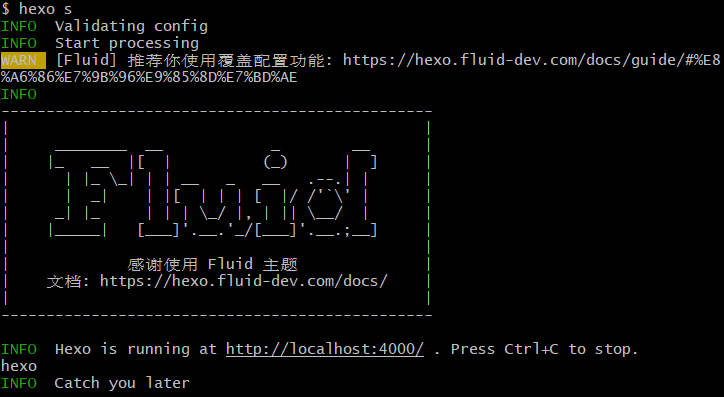 $ hexo s
INFO  Validating config
INFO  Start processing
WARN  [Fluid] 推荐你使用覆盖配置功能: https://hexo.fluid-dev.com/docs/guide/#%E8
%A6%86%E7%9B%96%E9%85%8D%E7%BD%AE
INFO
Fluid
感谢使用 Fluid 主题
文档: https://hexo.fluid-dev.com/docs/
INFO  Hexo is running at http://localhost:4000/ . Press Ctrl+C to stop.
hexo
INFO  Catch you later